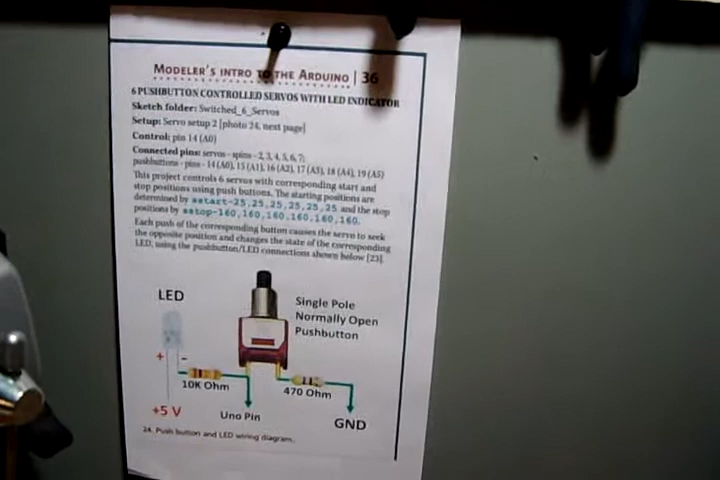 MODELER'S INTRO TO THE ARDUINO | 36
6 PUSHBUTTON CONTROLLED SERVOS WITH LED INDICATOR
Sketch folder: Switched_6_Servos
Setup: Servo setup 2 [photo 24, next page]
Control: pin 14 (A0)
Connected pins: servos - spins - 2, 3, 4, 5, 6, 7;
pushbuttons - pins - 14 (A0), 15 (A1), 16 (A2), 17 (A3), 18 (A4), 19 (A5)
This project controls 6 servos with corresponding start and
stop positions using push buttons. The starting positions are
determined by sstart-25,25,25,25,25,25 and the stop
positions by sstop-160,160,160,160,160,160.
Each push of the corresponding button causes the servo to seek
the opposite position and changes the state of the corresponding
LED, using the pushbutton/LED connections shown below [23].
LED
Single Pole
Normally Open
Pushbutton
+ -
10K Ohm
470 Ohm
+5 V
Uno Pin
GND
24. Push button and LED wiring diagram.